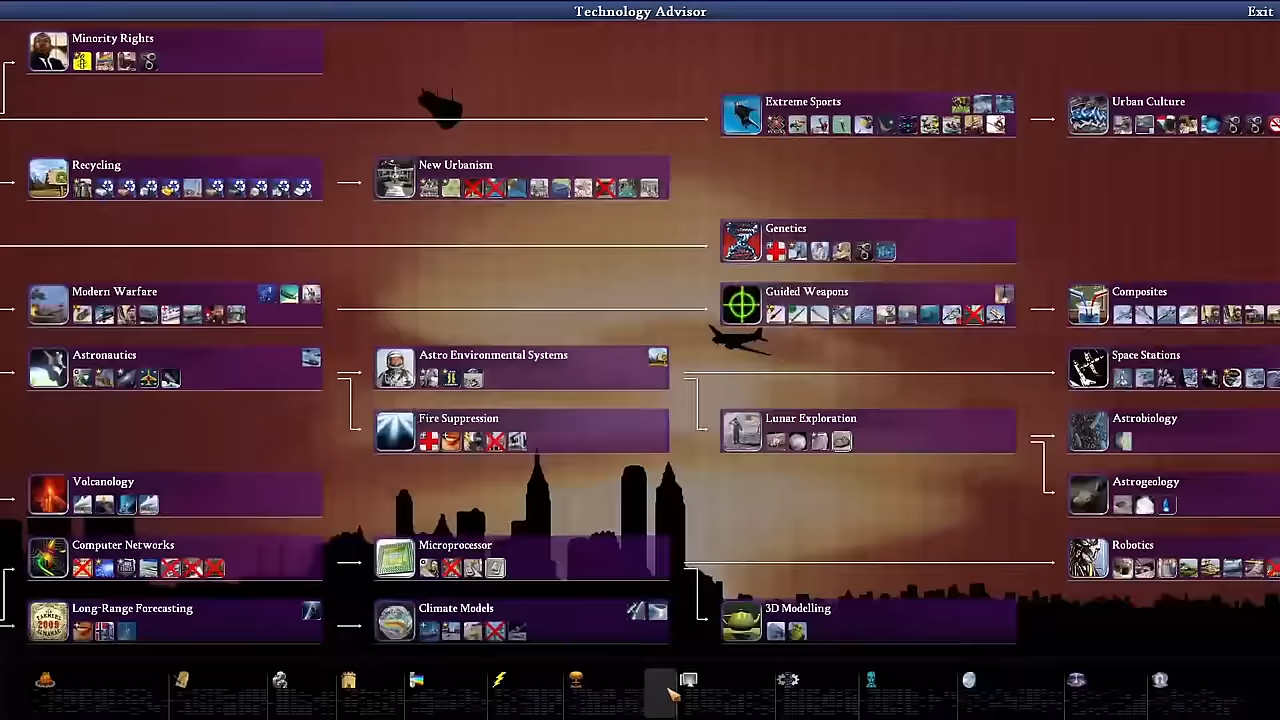 Technology Advisor
Exit
Minority Rights
Extreme Sports
Urban Culture
Recycling
New Urbanism
Genetics
Modern Warfare
Guided Weapons
Composites
Astronautics
Astro Environmental Systems
Space Stations
Fire Suppression
Lunar Exploration
Astrobiology
Volcanology
Astrogeology
Computer Networks
Microprocessor
Robotics
Long-Range Forecasting
Climate Models
3D Modelling